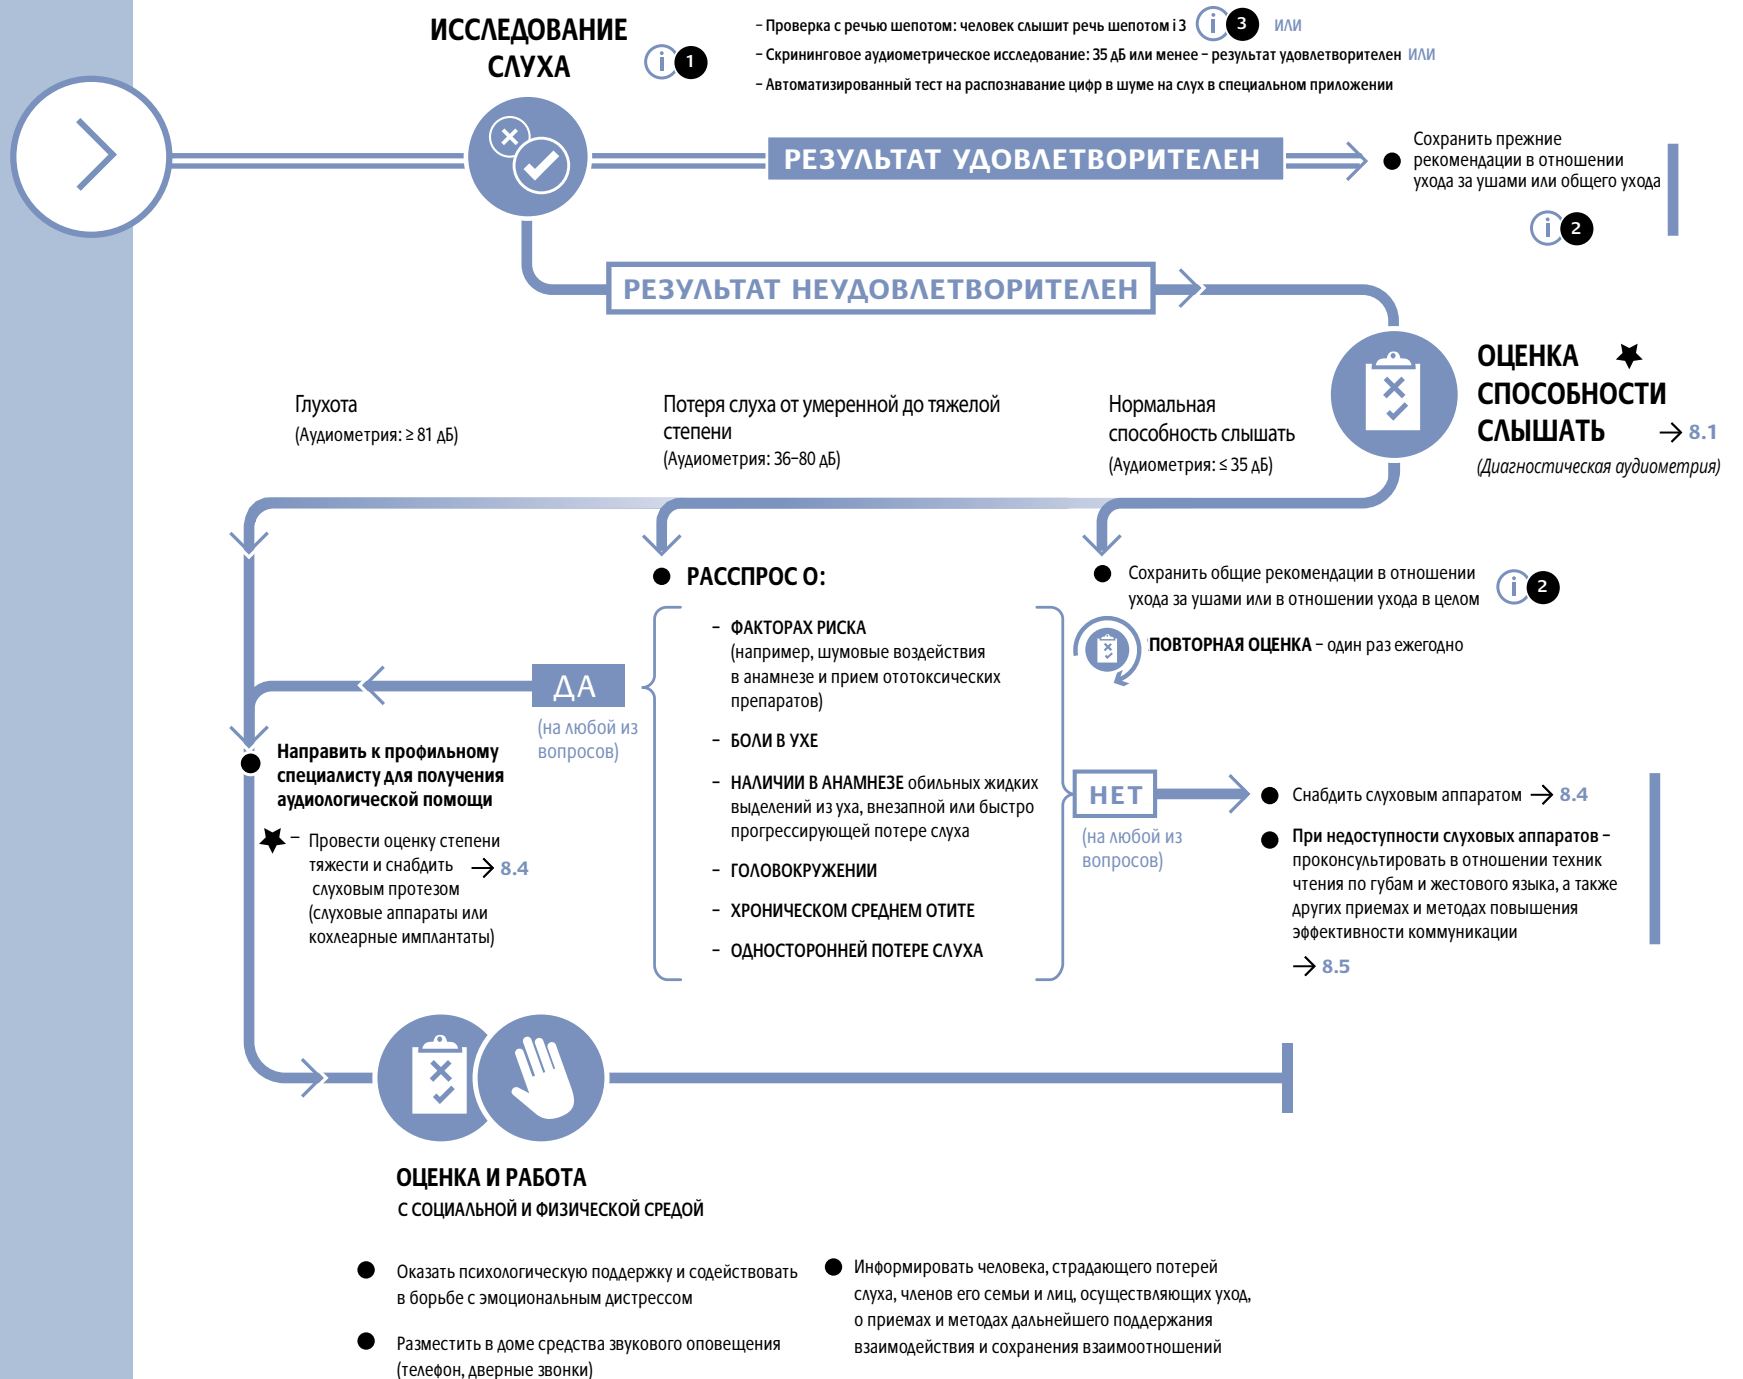 ИССЛЕДОВАНИЕ
СЛУХА
i 1
– Проверка с речью шепотом: человек слышит речь шепотом i 3 i 3 ИЛИ
– Скрининговое аудиометрическое исследование: 35 дБ или менее – результат удовлетворителен ИЛИ
– Автоматизированный тест на распознавание цифр в шуме на слух в специальном приложении
РЕЗУЛЬТАТ УДОВЛЕТВОРИТЕЛЕН
Сохранить прежние
рекомендации в отношении
ухода за ушами или общего ухода
i 2
РЕЗУЛЬТАТ НЕУДОВЛЕТВОРИТЕЛЕН
ОЦЕНКА
СПОСОБНОСТИ
СЛЫШАТЬ → 8.1
(Диагностическая аудиометрия)
Глухота
(Аудиометрия: ≥ 81 дБ)
Потеря слуха от умеренной до тяжелой
степени
(Аудиометрия: 36–80 дБ)
Нормальная
способность слышать
(Аудиометрия: ≤ 35 дБ)
Сохранить общие рекомендации в отношении
ухода за ушами или в отношении ухода в целом
i 2
ПОВТОРНАЯ ОЦЕНКА – один раз ежегодно
РАССПРОС О:
– ФАКТОРАХ РИСКА
(например, шумовые воздействия
в анамнезе и прием ототоксических
препаратов)
– БОЛИ В УХЕ
– НАЛИЧИИ В АНАМНЕЗЕ обильных жидких
выделений из уха, внезапной или быстро
прогрессирующей потере слуха
– ГОЛОВОКРУЖЕНИИ
– ХРОНИЧЕСКОМ СРЕДНЕМ ОТИТЕ
– ОДНОСТОРОННЕЙ ПОТЕРЕ СЛУХА
ДА
(на любой из
вопросов)
Направить к профильному
специалисту для получения
аудиологической помощи
– Провести оценку степени
тяжести и снабдить → 8.4
слуховым протезом
(слуховые аппараты или
кохлеарные имплантаты)
НЕТ
(на любой из
вопросов)
Снабдить слуховым аппаратом → 8.4
При недоступности слуховых аппаратов –
проконсультировать в отношении техник
чтения по губам и жестового языка, а также
других приемах и методах повышения
эффективности коммуникации
→ 8.5
ОЦЕНКА И РАБОТА
С СОЦИАЛЬНОЙ И ФИЗИЧЕСКОЙ СРЕДОЙ
Оказать психологическую поддержку и содействовать
в борьбе с эмоциональным дистрессом
Разместить в доме средства звукового оповещения
(телефон, дверные звонки)
Информировать человека, страдающего потерей
слуха, членов его семьи и лиц, осуществляющих уход,
о приемах и методах дальнейшего поддержания
взаимодействия и сохранения взаимоотношений